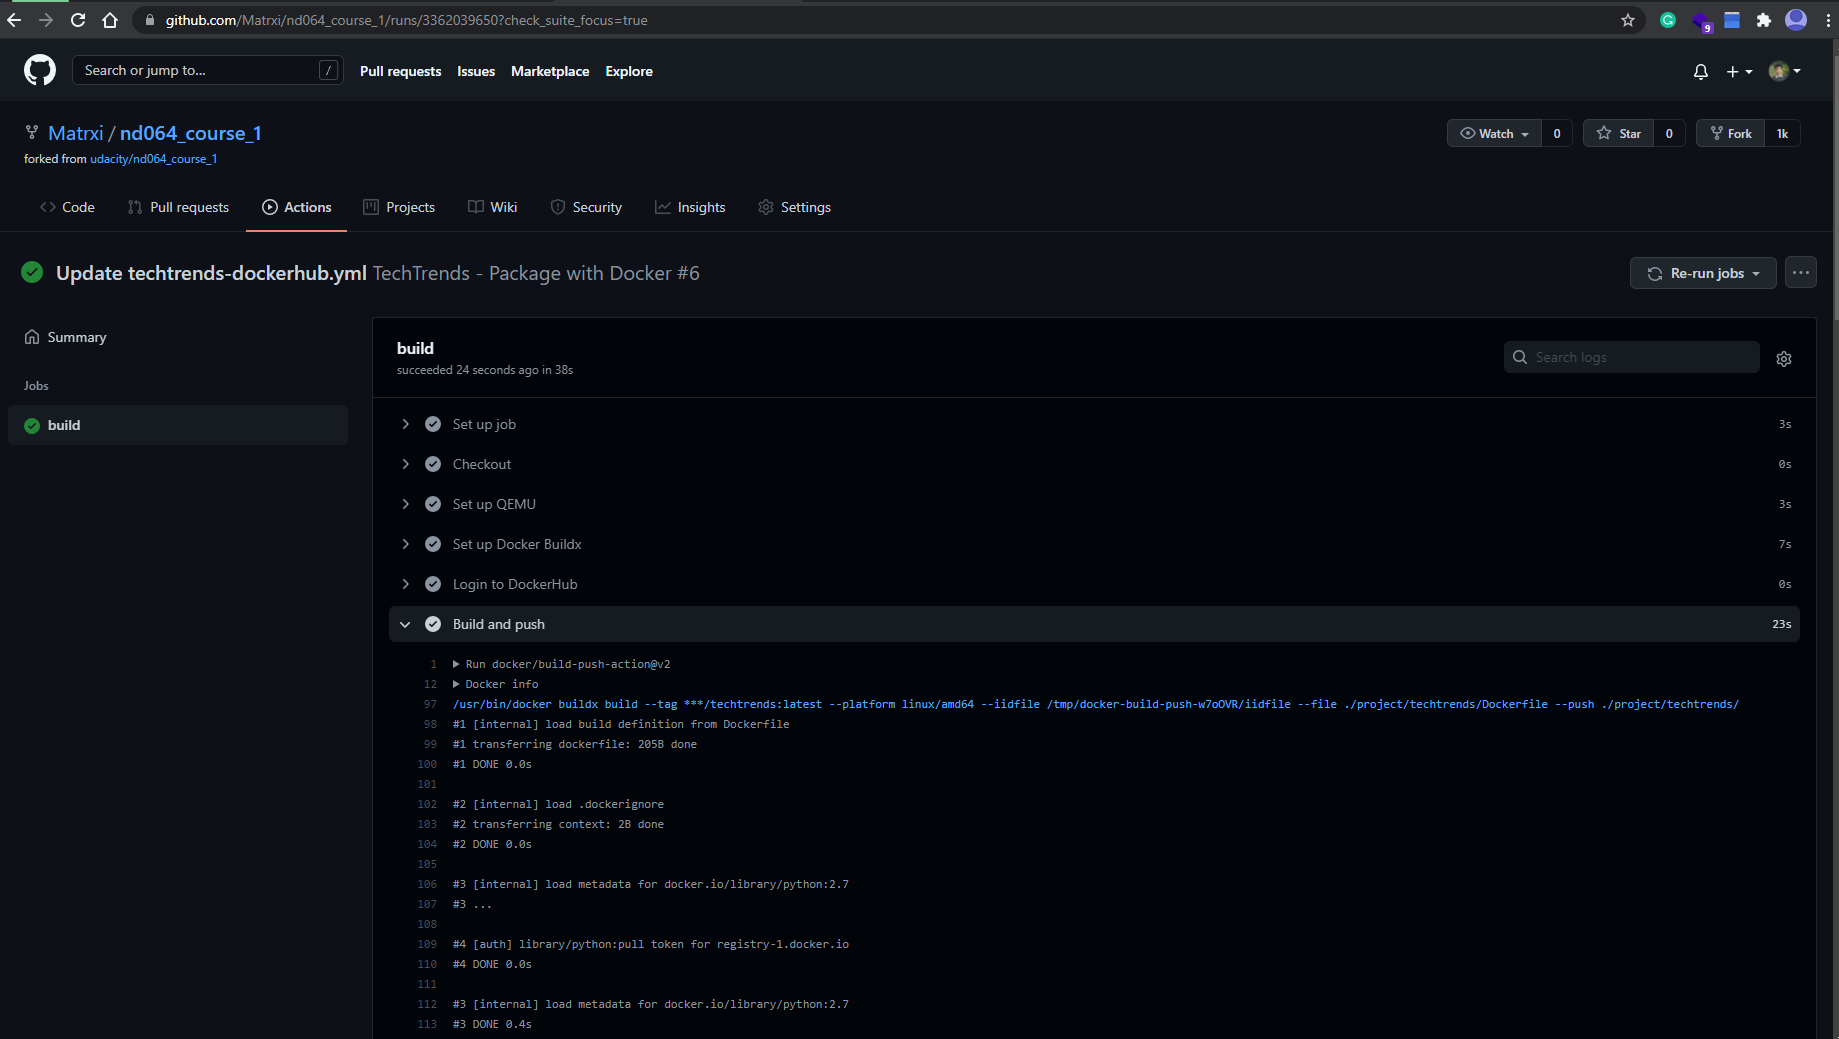 github.com/Matrxi/nd064_course_1/runs/3362039650?check_suite_focus=true
9
Search or jump to... /
Pull requests Issues Marketplace Explore
Matrxi / nd064_course_1
Watch 0 Star 0 Fork 1k
forked from udacity/nd064_course_1
Code Pull requests Actions Projects Wiki Security Insights Settings
Update techtrends-dockerhub.yml TechTrends - Package with Docker #6
Re-run jobs
Summary
Jobs
build
build
succeeded 24 seconds ago in 38s
Search logs
Set up job 3s
Checkout 0s
Set up QEMU 3s
Set up Docker Buildx 7s
Login to DockerHub 0s
Build and push 23s
1 Run docker/build-push-action@v2
12 Docker info
97 /usr/bin/docker buildx build --tag ***/techtrends:latest --platform linux/amd64 --iidfile /tmp/docker-build-push-w7oOVR/iidfile --file ./project/techtrends/Dockerfile --push ./project/techtrends/
98 #1 [internal] load build definition from Dockerfile
99 #1 transferring dockerfile: 205B done
100 #1 DONE 0.0s
101
102 #2 [internal] load .dockerignore
103 #2 transferring context: 2B done
104 #2 DONE 0.0s
105
106 #3 [internal] load metadata for docker.io/library/python:2.7
107 #3 ...
108
109 #4 [auth] library/python:pull token for registry-1.docker.io
110 #4 DONE 0.0s
111
112 #3 [internal] load metadata for docker.io/library/python:2.7
113 #3 DONE 0.4s